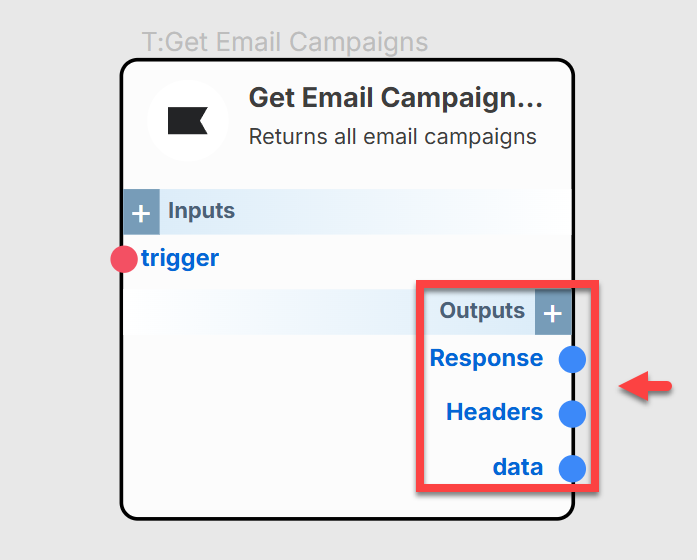 T:Get Email Campaigns
Get Email Campaign...
Returns all email campaigns
+ Inputs
trigger
Outputs +
Response
Headers
data